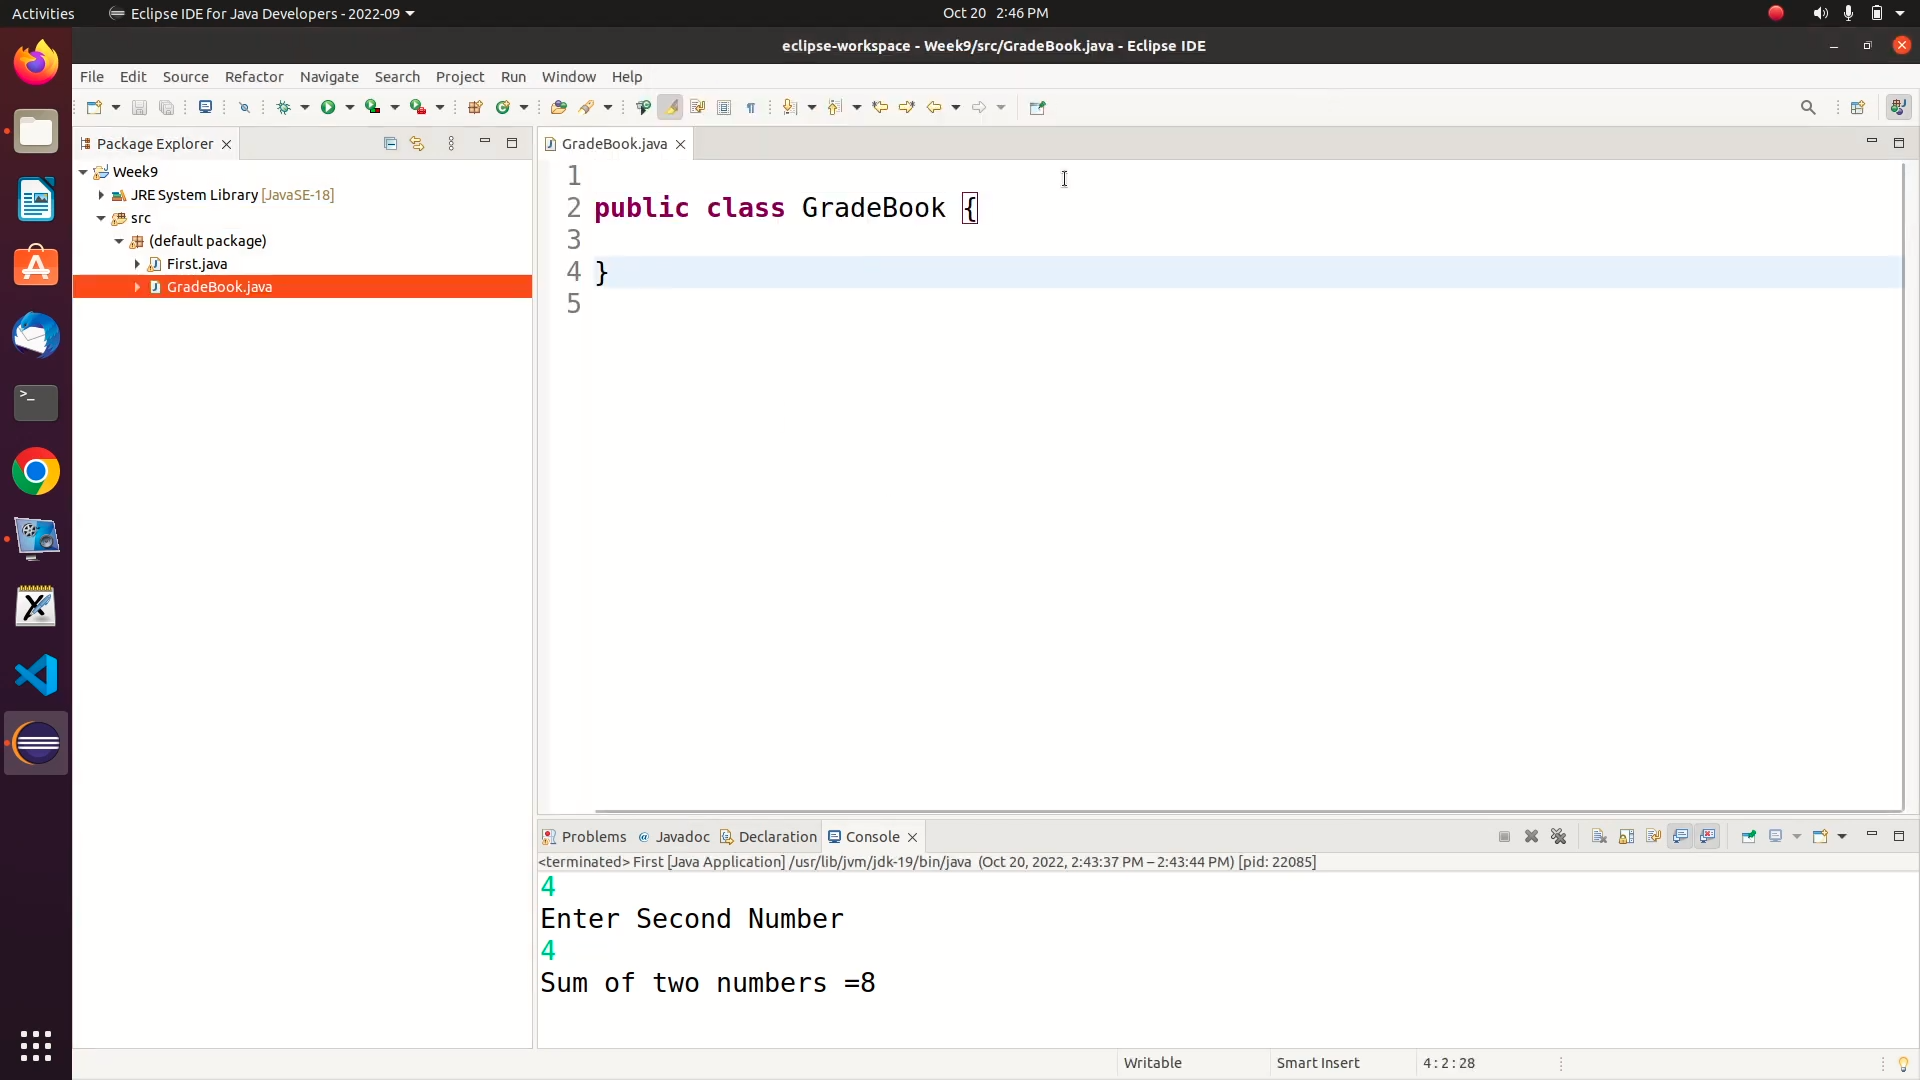 Activities Eclipse IDE for Java Developers - 2022-09 Oct 20 2:46 PM
eclipse-workspace - Week9/src/GradeBook.java - Eclipse IDE
File Edit Source Refactor Navigate Search Project Run Window Help
Package Explorer
Week9
JRE System Library [JavaSE-18]
src
(default package)
First.java
GradeBook.java
GradeBook.java
1
2 public class GradeBook {
3
4 }
5
Problems @ Javadoc Declaration Console
<terminated> First [Java Application] /usr/lib/jvm/jdk-19/bin/java (Oct 20, 2022, 2:43:37 PM – 2:43:44 PM) [pid: 22085]
4
Enter Second Number
4
Sum of two numbers =8
Writable Smart Insert 4 : 2 : 28